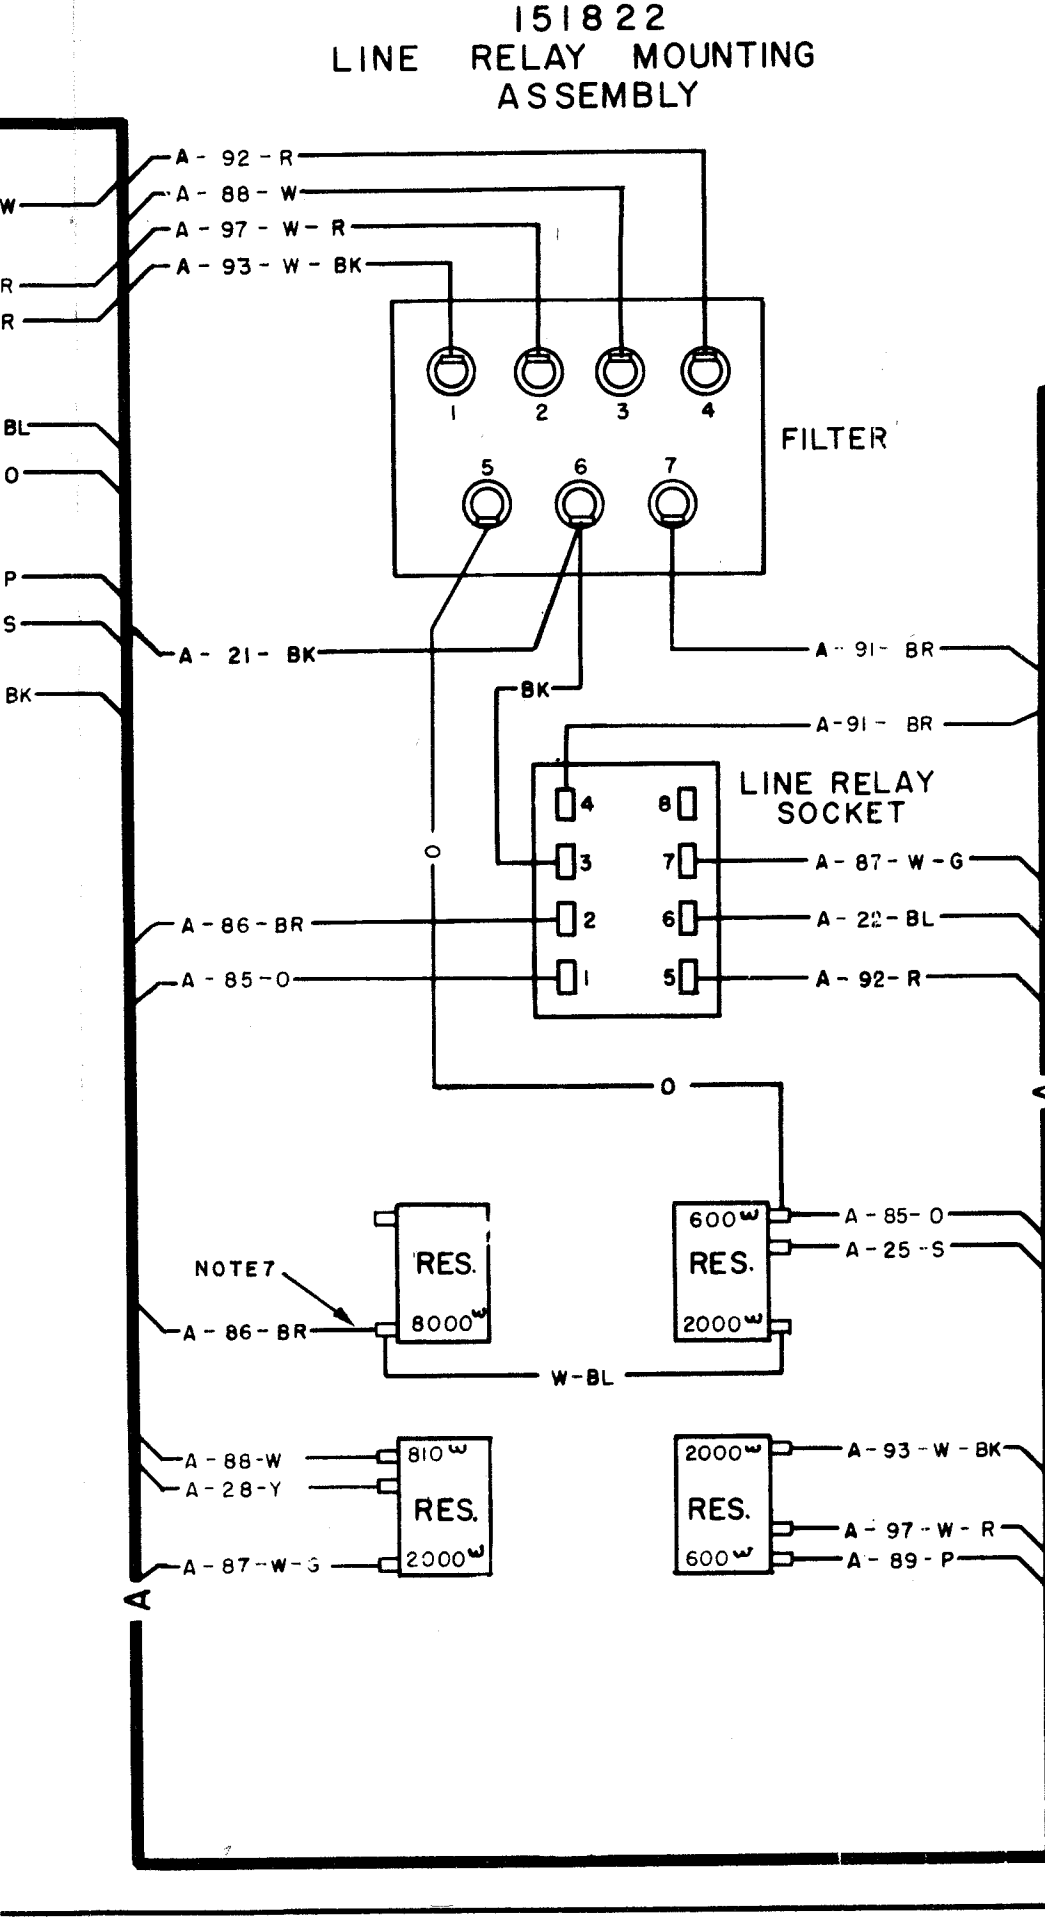 151822
LINE RELAY MOUNTING
ASSEMBLY
A - 92 - R
W
A - 88 - W
A - 97 - W - R
A - 93 - W - BK
R
R
1 2 3 4
BL
FILTER
O
5 6 7
P
S
A - 21 - BK
A - 91 - BR
BK
BK
A-91 - BR
LINE RELAY
SOCKET
4 8
O
3 7
A - 87 - W - G
A - 86 - BR
2 6
A - 22 - BL
A - 85 - O
1 5
A - 92 - R
O
A
600 ω
A - 85 - O
RES.
RES.
A - 25 - S
NOTE 7
8000 ω
2000 ω
A - 86 - BR
W-BL
A - 88 - W
810 ω
2000 ω
A - 93 - W - BK
A - 28 - Y
RES.
RES.
A - 97 - W - R
A - 87 - W - G
2000 ω
600 ω
A - 89 - P
A